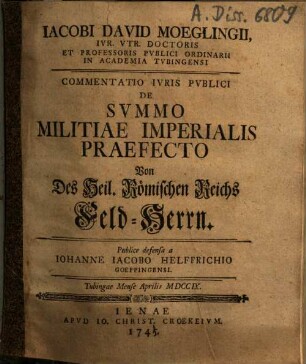 A. Diss. 6809
IACOBI DAVID MOEGLINGII,
IVR. VTR. DOCTORIS
ET PROFESSORIS PVBLICI ORDINARII
IN ACADEMIA TVBINGENSI
COMMENTATIO IVRIS PVBLICI
DE
SVMMO
MILITIAE IMPERIALIS
PRAEFECTO
Von
Des Heil. Römischen Reichs
Feld-Herrn.
Publice defensa a
IOHANNE IACOBO HELFFRICHIO
GOEPPINGENSI.
Tubingae Mense Aprilis MDCCIX.
IENAE
APVD IO. CHRIST. CROEKEIVM.